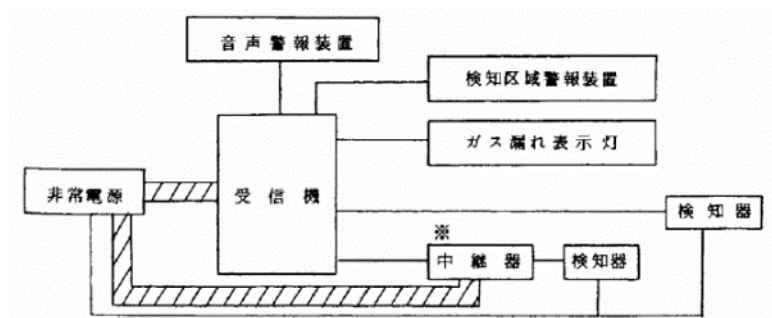 音声警報装置
検知区域警報装置
ガス漏れ表示灯
非常電源
受信機
検知器
※
中継器
検知器